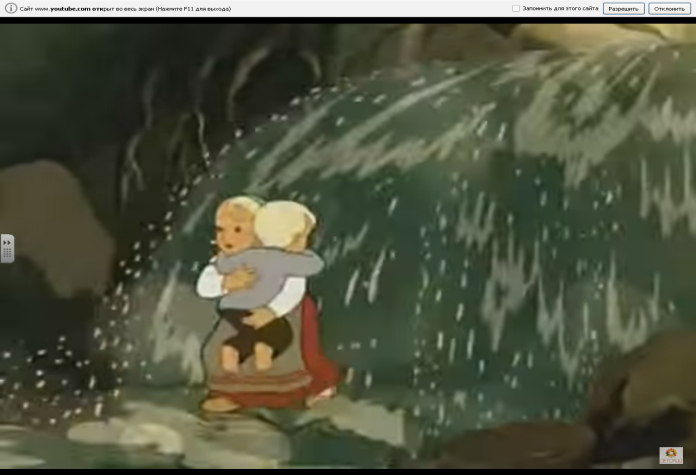 Сайт www.youtube.com открыт во весь экран (Нажмите F11 для выхода)
Запомнить для этого сайта
Разрешить
Отклонить